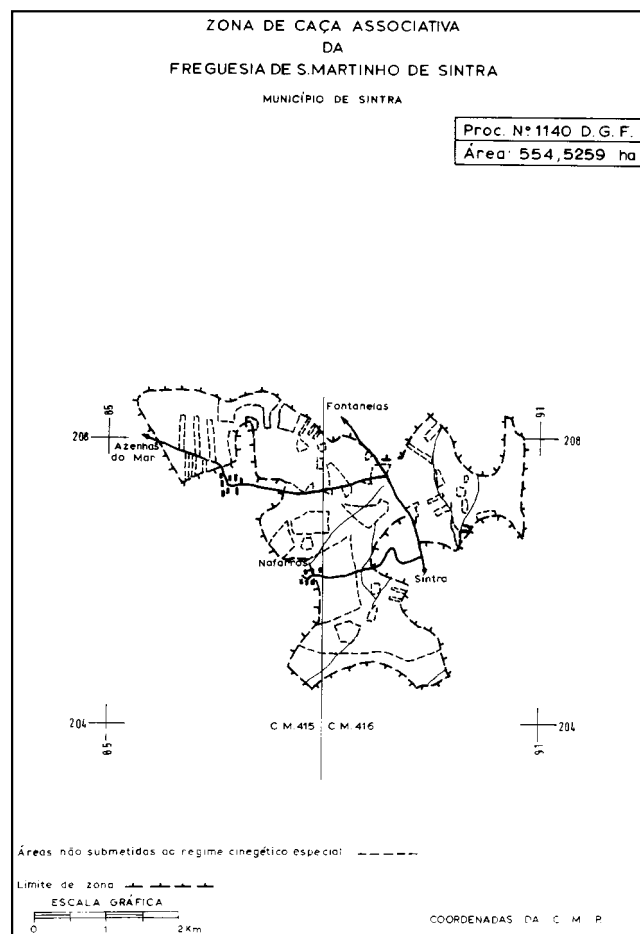 ZONA DE CAÇA ASSOCIATIVA
DA
FREGUESIA DE S.MARTINHO DE SINTRA
MUNICÍPIO DE SINTRA
Proc. Nº 1140 D.G.F.
Área: 554,5259 ha
85
91
208
208
Fontanelas
Azenhas
do Mar
Nafarros
Sintra
204
204
C M. 415
C M. 416
85
91
Áreas não submetidas ao regime cinegético especial
Limite de zona
ESCALA GRÁFICA
0 1 2 Km
COORDENADAS DA C M P